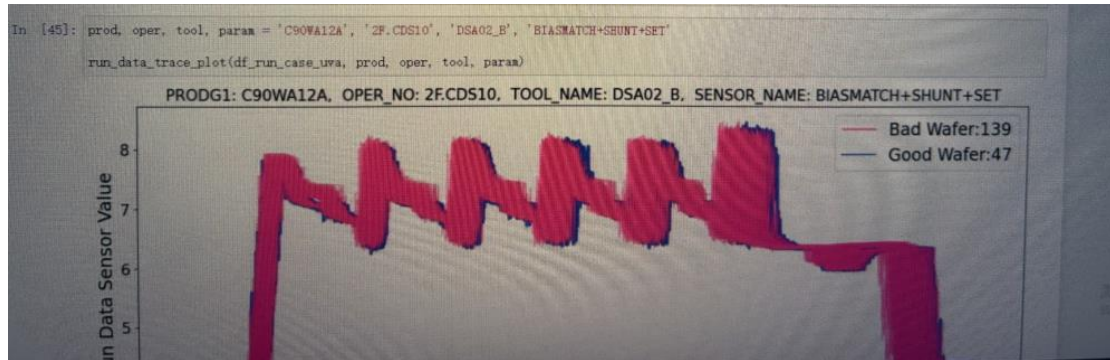 In [45]: prod, oper, tool, param = 'C90WA12A', '2F.CDS10', 'DSA02_B', 'BIASMATCH+SHUNT+SET'
run_data_trace_plot(df_run_case_uva, prod, oper, tool, param)
PRODG1: C90WA12A, OPER_NO: 2F.CDS10, TOOL_NAME: DSA02_B, SENSOR_NAME: BIASMATCH+SHUNT+SET
Bad Wafer:139
Good Wafer:47
8
7
6
5
n Data Sensor Value